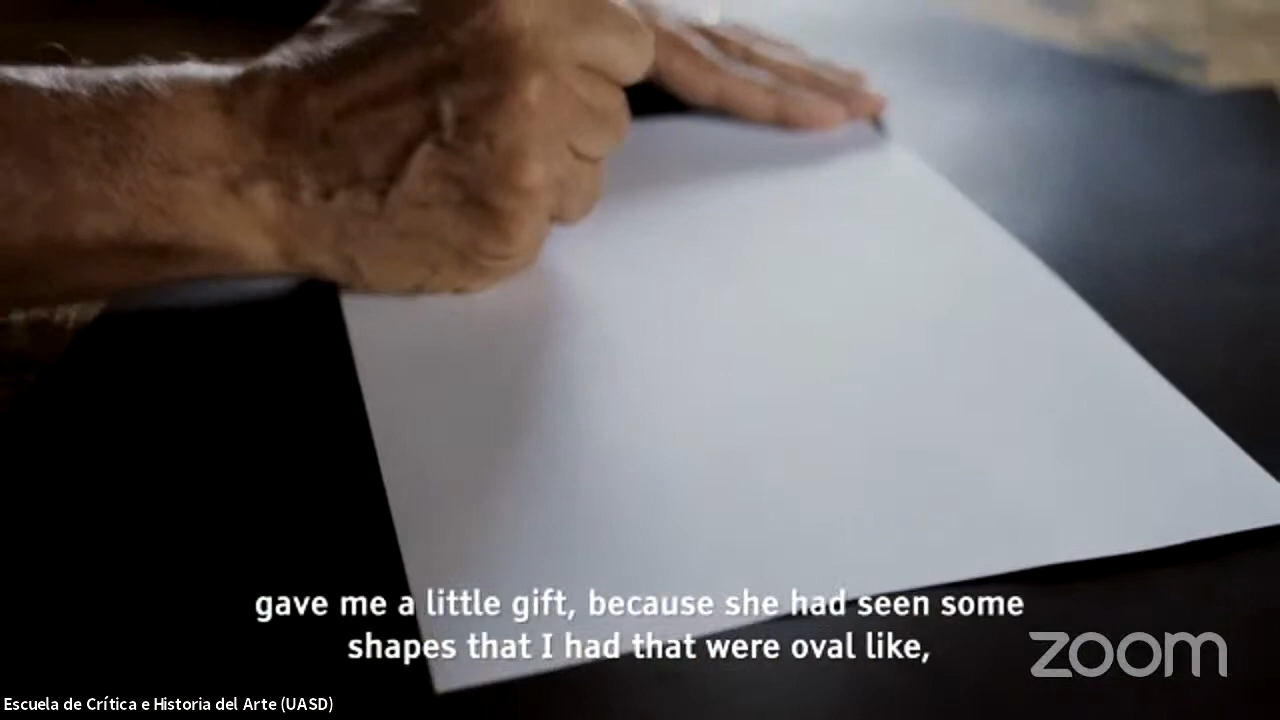 gave me a little gift, because she had seen some
shapes that I had that were oval like,
zoom
Escuela de Crítica e Historia del Arte (UASD)